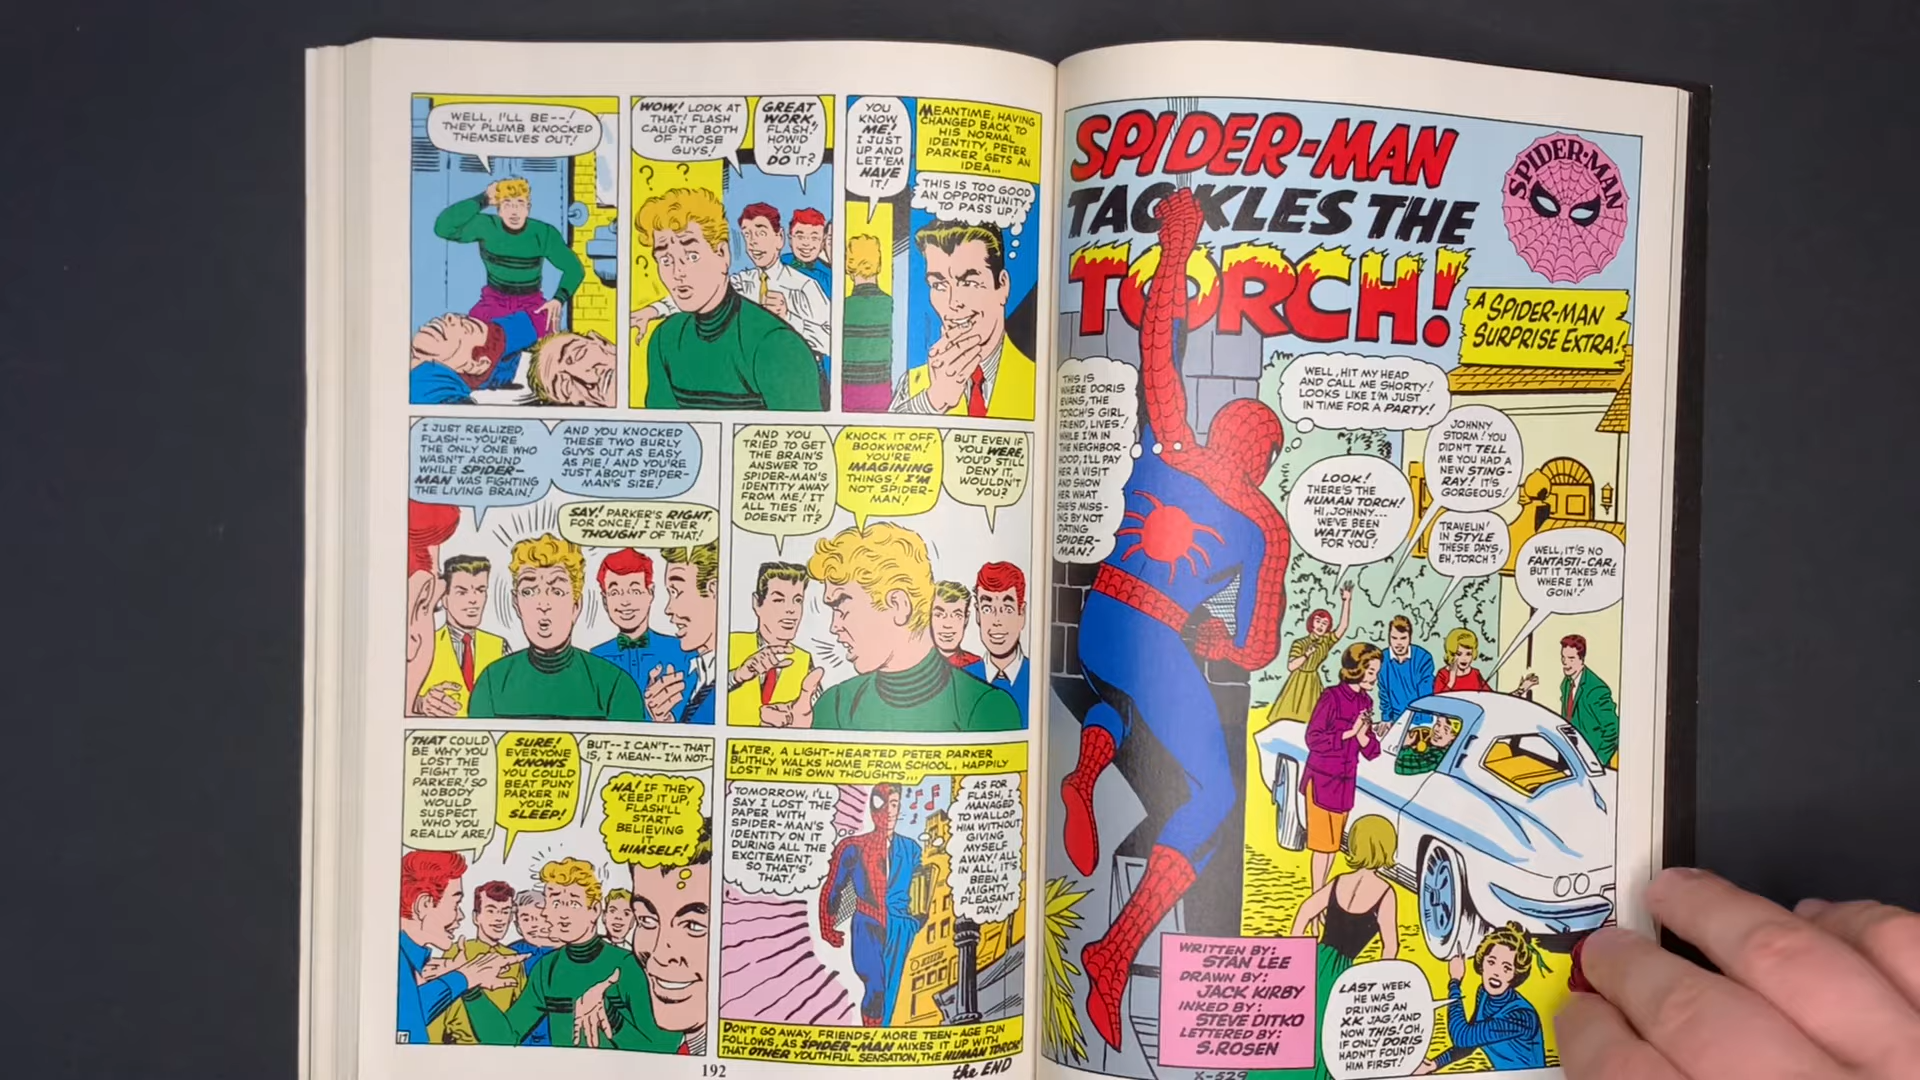 WELL, I'LL BE--!
THEY PLUMB KNOCKED
THEMSELVES OUT!
WOW! LOOK AT
THAT! FLASH
CAUGHT BOTH
OF THOSE
GUYS!
GREAT
WORK,
FLASH!
HOW'D
YOU
DO IT?
? ? ? ?
YOU
KNOW
ME!
I JUST
UP AND
LET 'EM
HAVE
IT!
MEANTIME, HAVING
CHANGED BACK TO
HIS NORMAL
IDENTITY, PETER
PARKER GETS AN
IDEA...
THIS IS TOO GOOD
AN OPPORTUNITY
TO PASS UP!
I JUST REALIZED,
FLASH--YOU'RE
THE ONLY ONE WHO
WASN'T AROUND
WHILE SPIDER-
MAN WAS FIGHTING
THE LIVING BRAIN!
AND YOU KNOCKED
THESE TWO BURLY
GUYS OUT AS EASY
AS PIE! AND YOU'RE
JUST ABOUT SPIDER-
MAN'S SIZE!
SAY! PARKER'S RIGHT,
FOR ONCE! I NEVER
THOUGHT OF THAT!
AND YOU
TRIED TO GET
THE BRAIN'S
ANSWER TO
SPIDER-MAN'S
IDENTITY AWAY
FROM ME! IT
ALL TIES IN,
DOESN'T IT?
KNOCK IT OFF,
BOOKWORM!
YOU'RE
IMAGINING
THINGS! I'M
NOT SPIDER-
MAN!
BUT EVEN IF
YOU WERE,
YOU'D STILL
DENY IT,
WOULDN'T
YOU?
THAT COULD
BE WHY YOU
LOST THE
FIGHT TO
PARKER! SO
NOBODY
WOULD
SUSPECT
WHO YOU
REALLY ARE!
SURE!
EVERYONE
KNOWS
YOU COULD
BEAT PUNY
PARKER IN
YOUR
SLEEP!
BUT--I CAN'T--THAT
IS, I MEAN--I'M NOT--
HA! IF THEY
KEEP IT UP,
FLASH'LL
START
BELIEVING
IT
HIMSELF!
LATER, A LIGHT-HEARTED PETER PARKER
BLITHLY WALKS HOME FROM SCHOOL, HAPPILY
LOST IN HIS OWN THOUGHTS...
TOMORROW, I'LL
SAY I LOST THE
PAPER WITH
SPIDER-MAN'S
IDENTITY ON IT
DURING ALL THE
EXCITEMENT,
SO THAT'S
THAT!
AS FOR
FLASH, I
MANAGED
TO WALLOP
HIM WITHOUT
GIVING
MYSELF
AWAY! ALL
IN ALL, IT'S
BEEN A
MIGHTY
PLEASANT
DAY!
DON'T GO AWAY, FRIENDS! MORE TEEN-AGE FUN
FOLLOWS, AS SPIDER-MAN MIXES IT UP WITH
THAT OTHER YOUTHFUL SENSATION, THE HUMAN TORCH!
the END
17
192
SPIDER-MAN
TACKLES THE
TORCH!
SPIDER-MAN
A SPIDER-MAN
SURPRISE EXTRA!
THIS IS
WHERE DORIS
EVANS, THE
TORCH'S GIRL
FRIEND, LIVES!
WHILE I'M IN
THE NEIGHBOR-
HOOD, I'LL PAY
HER A VISIT
AND SHOW
HER WHAT
SHE'S MISS-
ING BY NOT
DATING
SPIDER-
MAN!
WELL, HIT MY HEAD
AND CALL ME SHORTY!
LOOKS LIKE I'M JUST
IN TIME FOR A PARTY!
LOOK!
THERE'S THE
HUMAN TORCH!
HI, JOHNNY...
WE'VE BEEN
WAITING
FOR YOU!
JOHNNY
STORM! YOU
DIDN'T TELL
ME YOU HAD A
NEW STING-
RAY! IT'S
GORGEOUS!
TRAVELIN'
IN STYLE
THESE DAYS,
EH, TORCH?
WELL, IT'S NO
FANTASTI-CAR,
BUT IT TAKES ME
WHERE I'M
GOIN'!
WRITTEN BY:
STAN LEE
DRAWN BY:
JACK KIRBY
INKED BY:
STEVE DITKO
LETTERED BY:
S. ROSEN
LAST WEEK
HE WAS
DRIVING AN
XK JAG! AND
NOW THIS! OH,
IF ONLY DORIS
HADN'T FOUND
HIM FIRST!
X-529